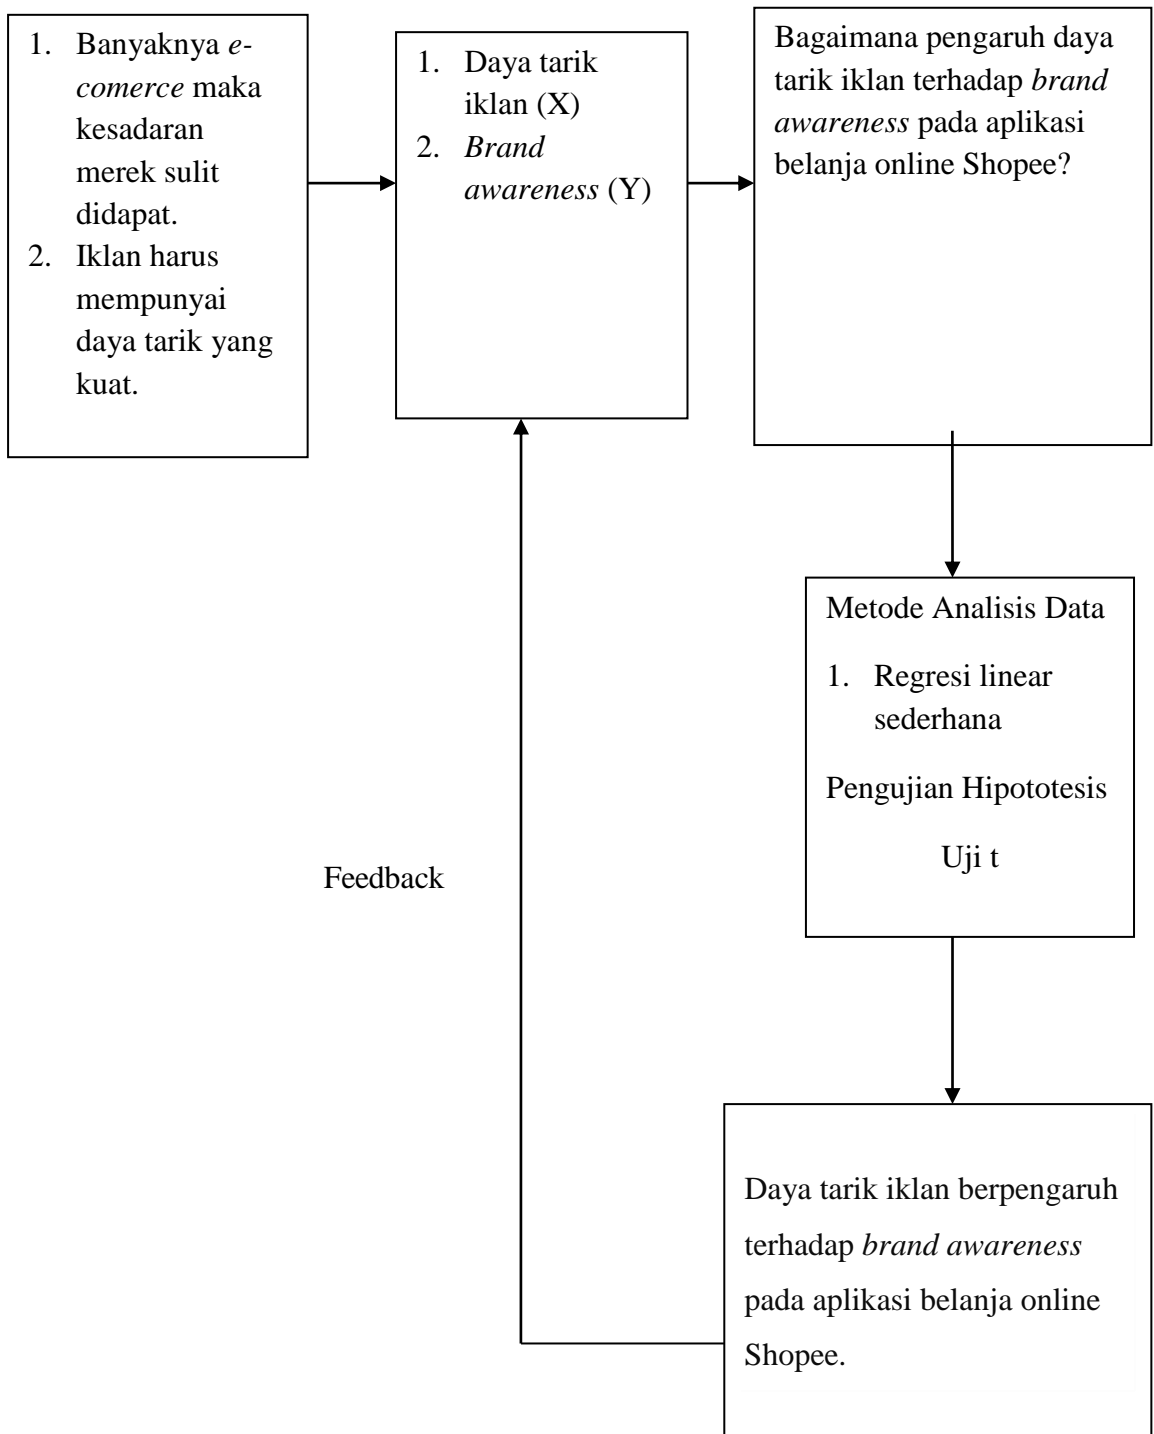 1. Banyaknya e-
comerce maka
kesadaran
merek sulit
didapat.
2. Iklan harus
mempunyai
daya tarik yang
kuat.
1. Daya tarik
iklan (X)
2. Brand
awareness (Y)
Bagaimana pengaruh daya
tarik iklan terhadap brand
awareness pada aplikasi
belanja online Shopee?
Metode Analisis Data
1. Regresi linear
sederhana
Pengujian Hipototesis
Uji t
Feedback
Daya tarik iklan berpengaruh
terhadap brand awareness
pada aplikasi belanja online
Shopee.